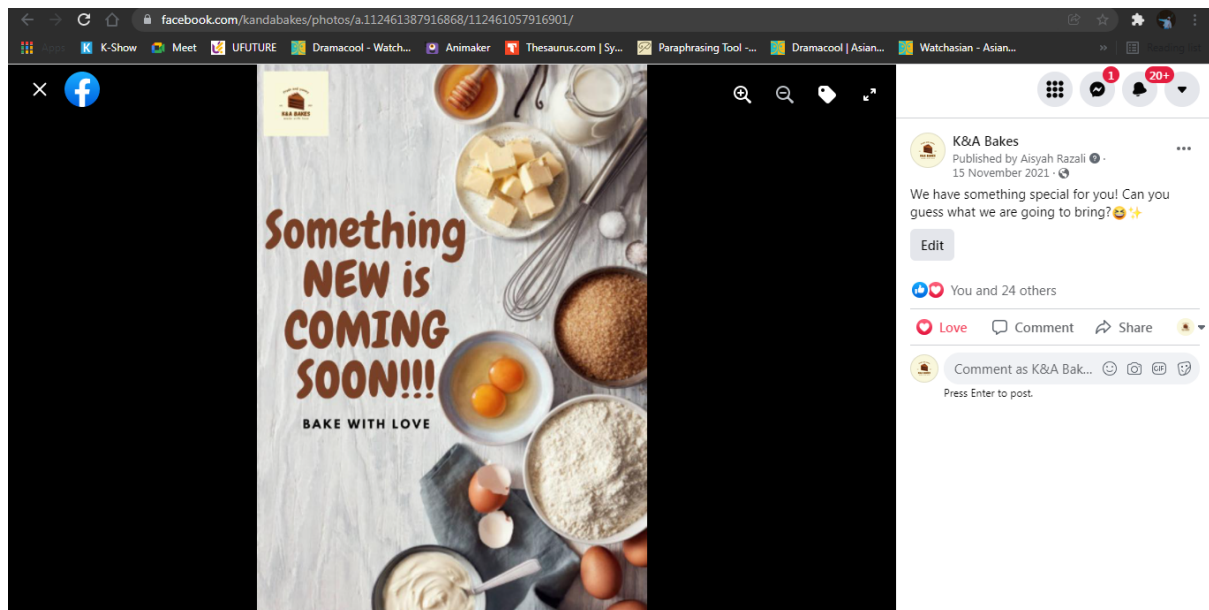 facebook.com/kandabakes/photos/a.112461387916868/112461057916901/
Apps K-Show Meet UFUTURE Dramacool - Watch... Animaker Thesaurus.com | Sy... Paraphrasing Tool -... Dramacool | Asian... Watchasian - Asian... » Reading list
K&A BAKES
Something
NEW is
COMING
SOON!!!
BAKE WITH LOVE
1
20+
K&A Bakes
Published by Aisyah Razali ·
15 November 2021 ·
We have something special for you! Can you
guess what we are going to bring?😆✨
Edit
You and 24 others
Love Comment Share
Comment as K&A Bak... GIF
Press Enter to post.